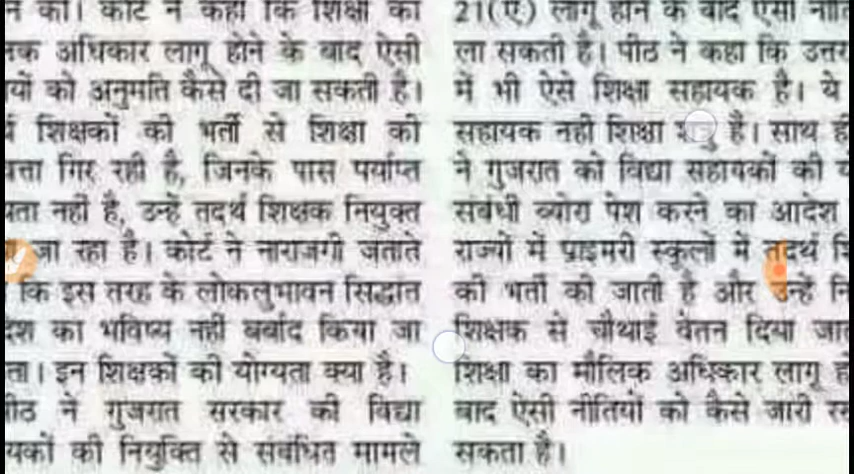 न की। कोर्ट ने कहा कि शिक्षा का
अधिकार लागू होने के बाद ऐसी
को अनुमति कैसे दी जा सकती है।
शिक्षकों की भर्ती से शिक्षा की
गिर रही है, जिनके पास पर्याप्त
नहीं है, उन्हें तदर्थ शिक्षक नियुक्त
जा रहा है। कोर्ट ने नाराजगी जताते
कि इस तरह के लोकलुभावन सिद्धांत
का भविष्य नहीं बर्बाद किया जा
इन शिक्षकों की योग्यता क्या है।
ने गुजरात सरकार की विद्या
की नियुक्ति से संबंधित मामले
21(ए) लागू होने के बाद ऐसी
ला सकती है। पीठ ने कहा कि उत्तर
में भी ऐसे शिक्षा सहायक है। ये
सहायक नहीं शिक्षा है। साथ
ने गुजरात को विद्या सहायकों की
संबंधी ब्योरा पेश करने का आदेश
राज्यों में प्राइमरी स्कूलों में तदर्थ
की भर्ती की जाती है और उन्हें
शिक्षक से चौथाई वेतन दिया
शिक्षा का मौलिक अधिकार लागू
बाद ऐसी नीतियों को कैसे जारी
सकता है।